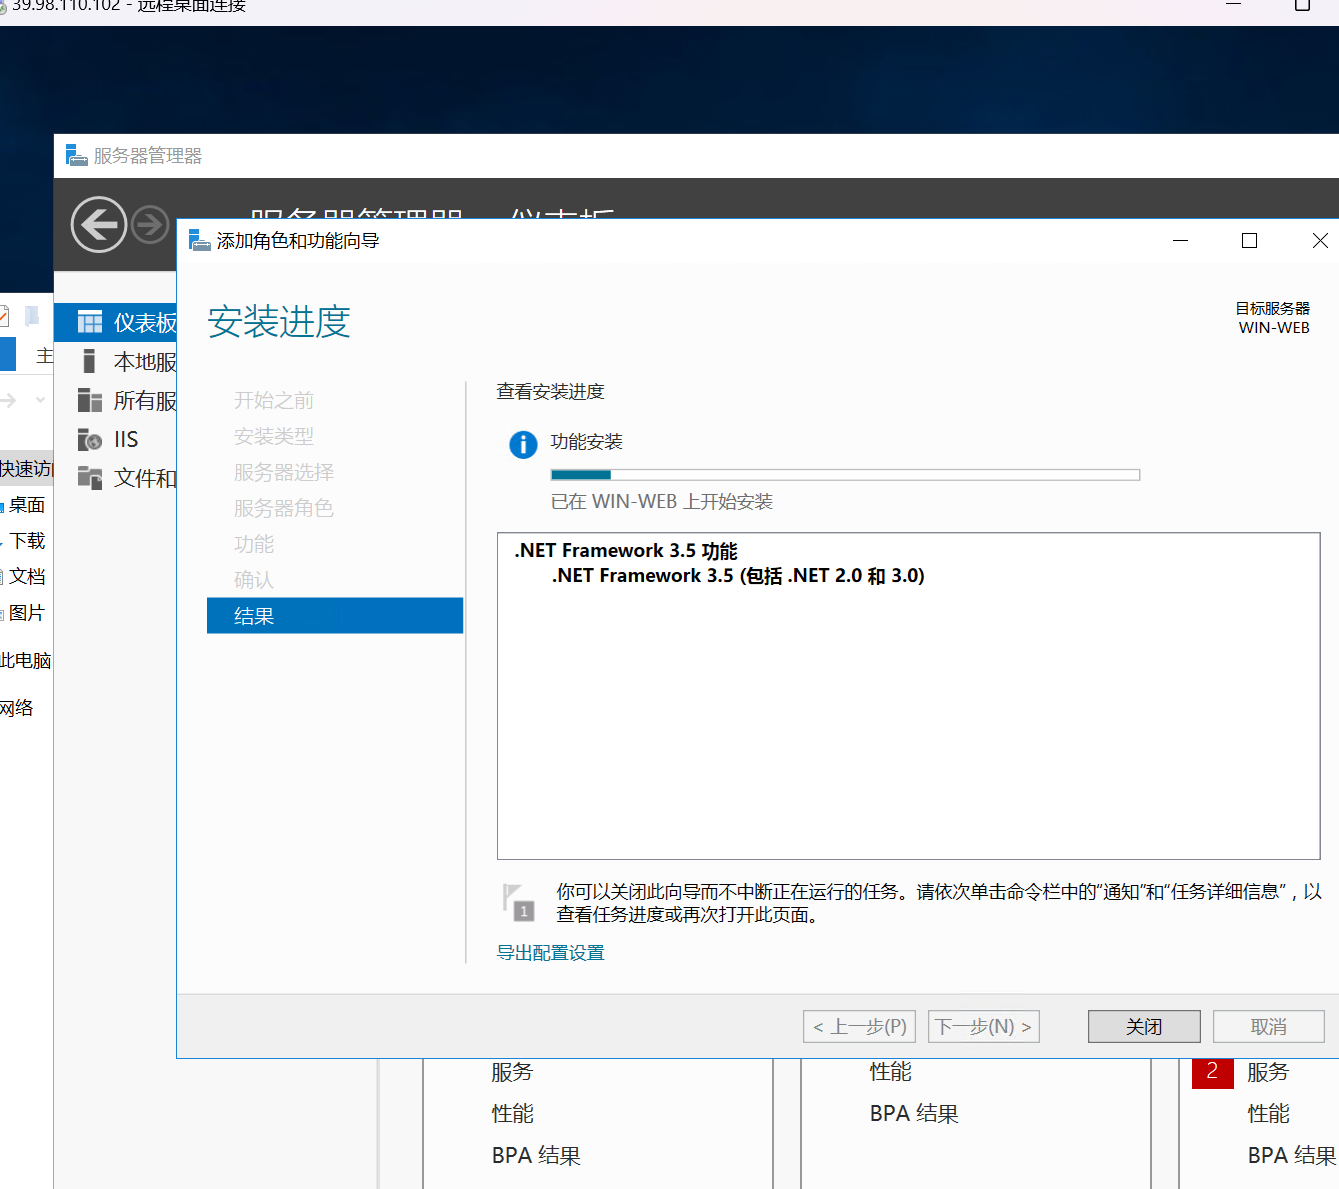 39.98.110.102 - 远程桌面连接
服务器管理器
服务器管理器 仪表板
添加角色和功能向导
安装进度
目标服务器
WIN-WEB
主
仪表板
本地服
所有服
IIS
文件和
快速访
桌面
下载
文档
图片
此电脑
网络
开始之前
安装类型
服务器选择
服务器角色
功能
确认
结果
查看安装进度
功能安装
已在 WIN-WEB 上开始安装
.NET Framework 3.5 功能
.NET Framework 3.5 (包括 .NET 2.0 和 3.0)
1
你可以关闭此向导而不中断正在运行的任务。请依次单击命令栏中的“通知”和“任务详细信息”，以
查看任务进度或再次打开此页面。
导出配置设置
< 上一步(P)
下一步(N) >
关闭
取消
服务
性能
BPA 结果
性能
BPA 结果
2
服务
性能
BPA 结果